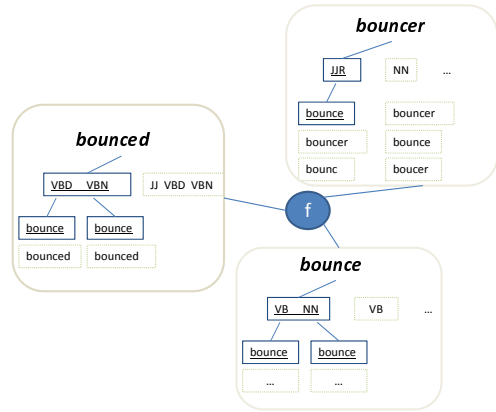 bouncer
JJR NN ...
bounce bouncer
bouncer bounce
bounc boucer
bounced
VBD VBN JJ VBD VBN
bounce bounce
bounced bounced
f
bounce
VB NN VB ...
bounce bounce
... ...